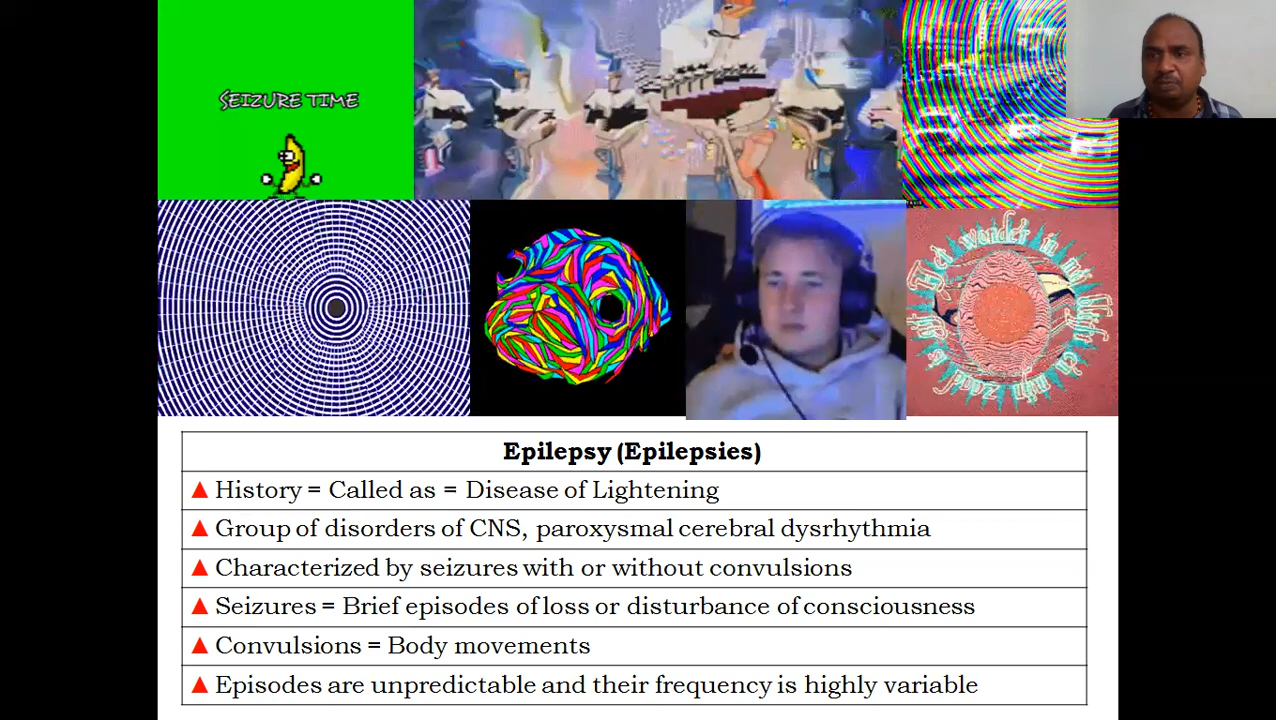 SEIZURE TIME
Epilepsy (Epilepsies)
▲ History = Called as = Disease of Lightening
▲ Group of disorders of CNS, paroxysmal cerebral dysrhythmia
▲ Characterized by seizures with or without convulsions
▲ Seizures = Brief episodes of loss or disturbance of consciousness
▲ Convulsions = Body movements
▲ Episodes are unpredictable and their frequency is highly variable